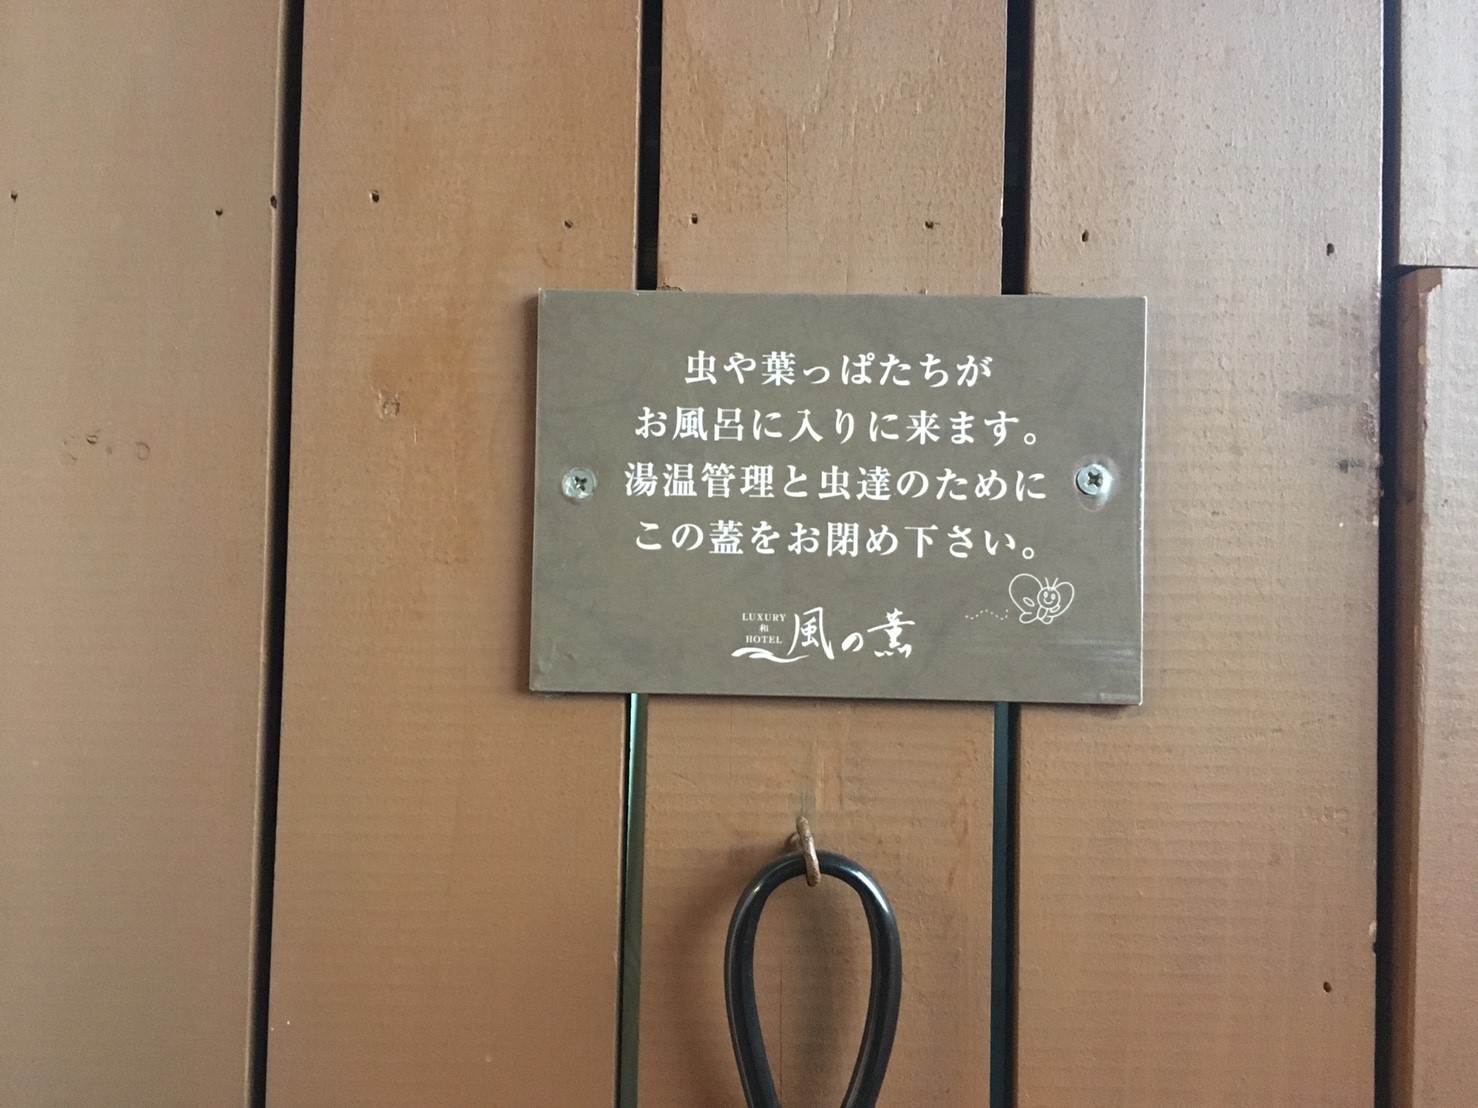 虫や葉っぱたちが
お風呂に入りに来ます。
湯温管理と虫達のために
この蓋をお閉め下さい。
LUXURY
和
HOTEL
風の薫